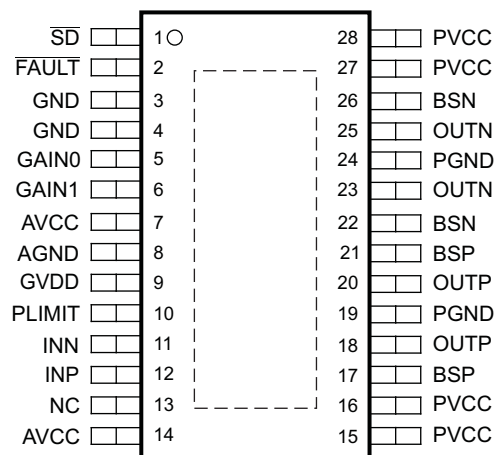 SD 1 28 PVCC
FAULT 2 27 PVCC
GND 3 26 BSN
GND 4 25 OUTN
GAIN0 5 24 PGND
GAIN1 6 23 OUTN
AVCC 7 22 BSN
AGND 8 21 BSP
GVDD 9 20 OUTP
PLIMIT 10 19 PGND
INN 11 18 OUTP
INP 12 17 BSP
NC 13 16 PVCC
AVCC 14 15 PVCC